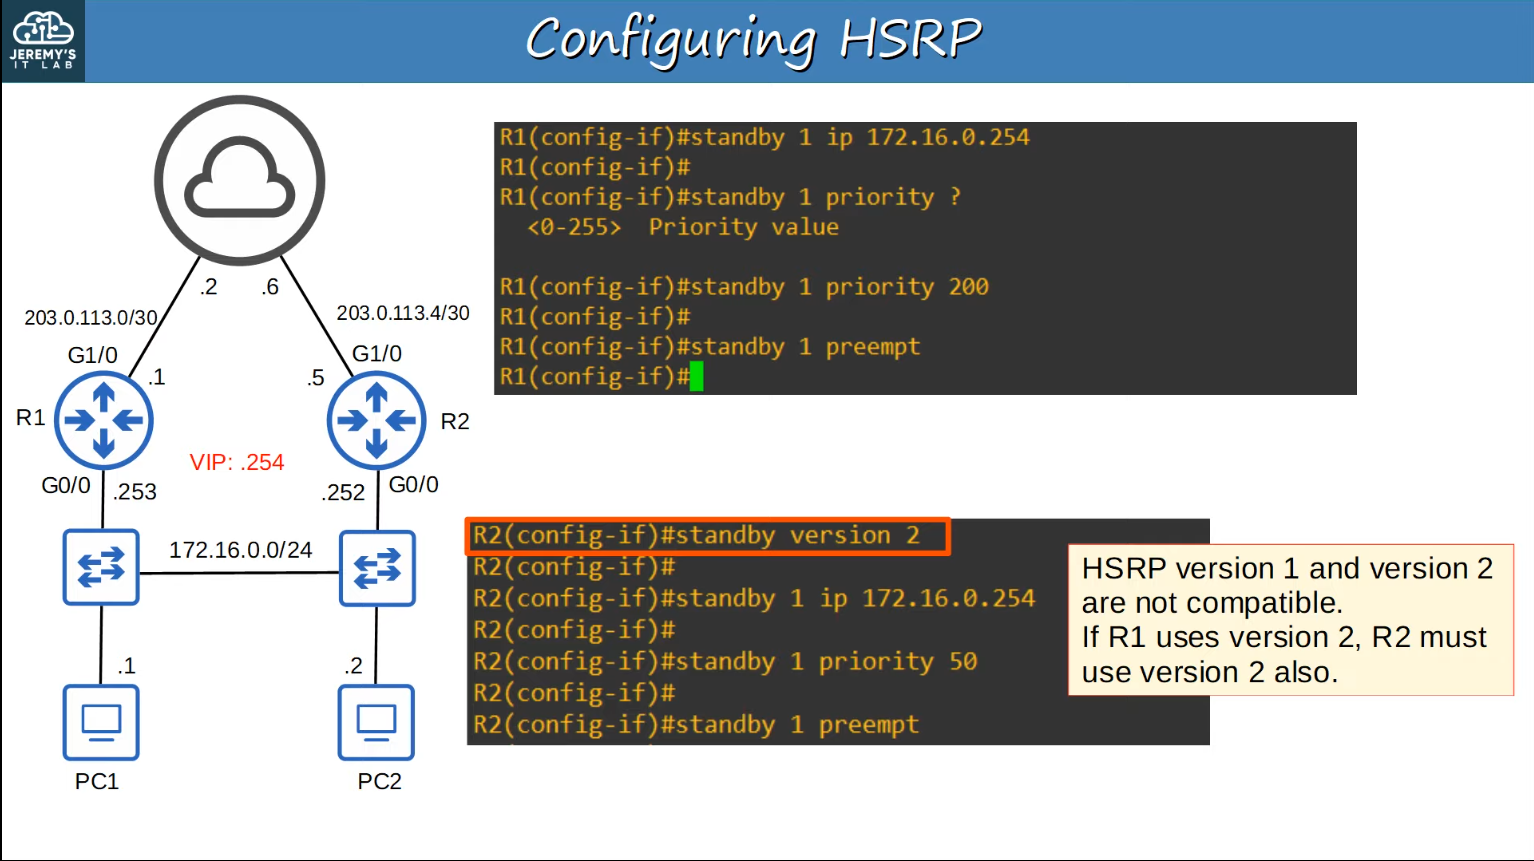 JEREMY'S
IT LAB
Configuring HSRP
.2
.6
203.0.113.0/30
203.0.113.4/30
G1/0
G1/0
.1
.5
R1
R2
VIP: .254
G0/0
.253
.252
G0/0
172.16.0.0/24
.1
.2
PC1
PC2
R1(config-if)#standby 1 ip 172.16.0.254
R1(config-if)#
R1(config-if)#standby 1 priority ?
<0-255>  Priority value
R1(config-if)#standby 1 priority 200
R1(config-if)#
R1(config-if)#standby 1 preempt
R1(config-if)#
R2(config-if)#standby version 2
R2(config-if)#
R2(config-if)#standby 1 ip 172.16.0.254
R2(config-if)#
R2(config-if)#standby 1 priority 50
R2(config-if)#
R2(config-if)#standby 1 preempt
HSRP version 1 and version 2
are not compatible.
If R1 uses version 2, R2 must
use version 2 also.